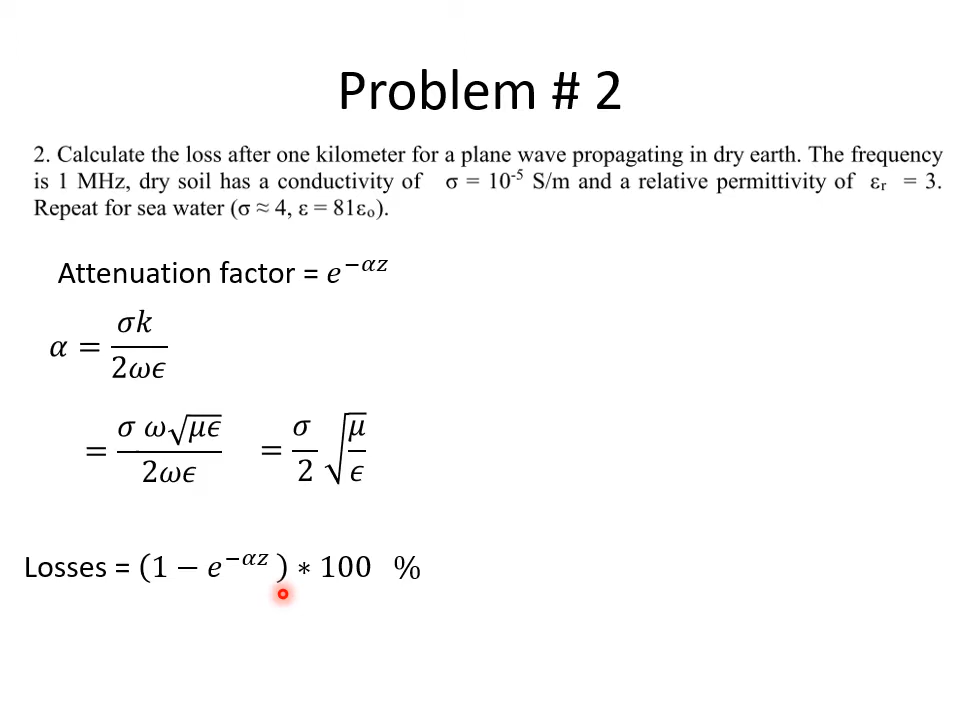 Problem # 2
2. Calculate the loss after one kilometer for a plane wave propagating in dry earth. The frequency
is 1 MHz, dry soil has a conductivity of σ = 10⁻⁵ S/m and a relative permittivity of εᵣ = 3.
Repeat for sea water (σ ≈ 4, ε = 81εₒ).
Attenuation factor = e^{−αz}
α = σk / 2ωϵ
= σ ω√(μϵ) / 2ωϵ = σ/2 √(μ/ϵ)
Losses = (1 − e^{−αz}) ∗ 100 %